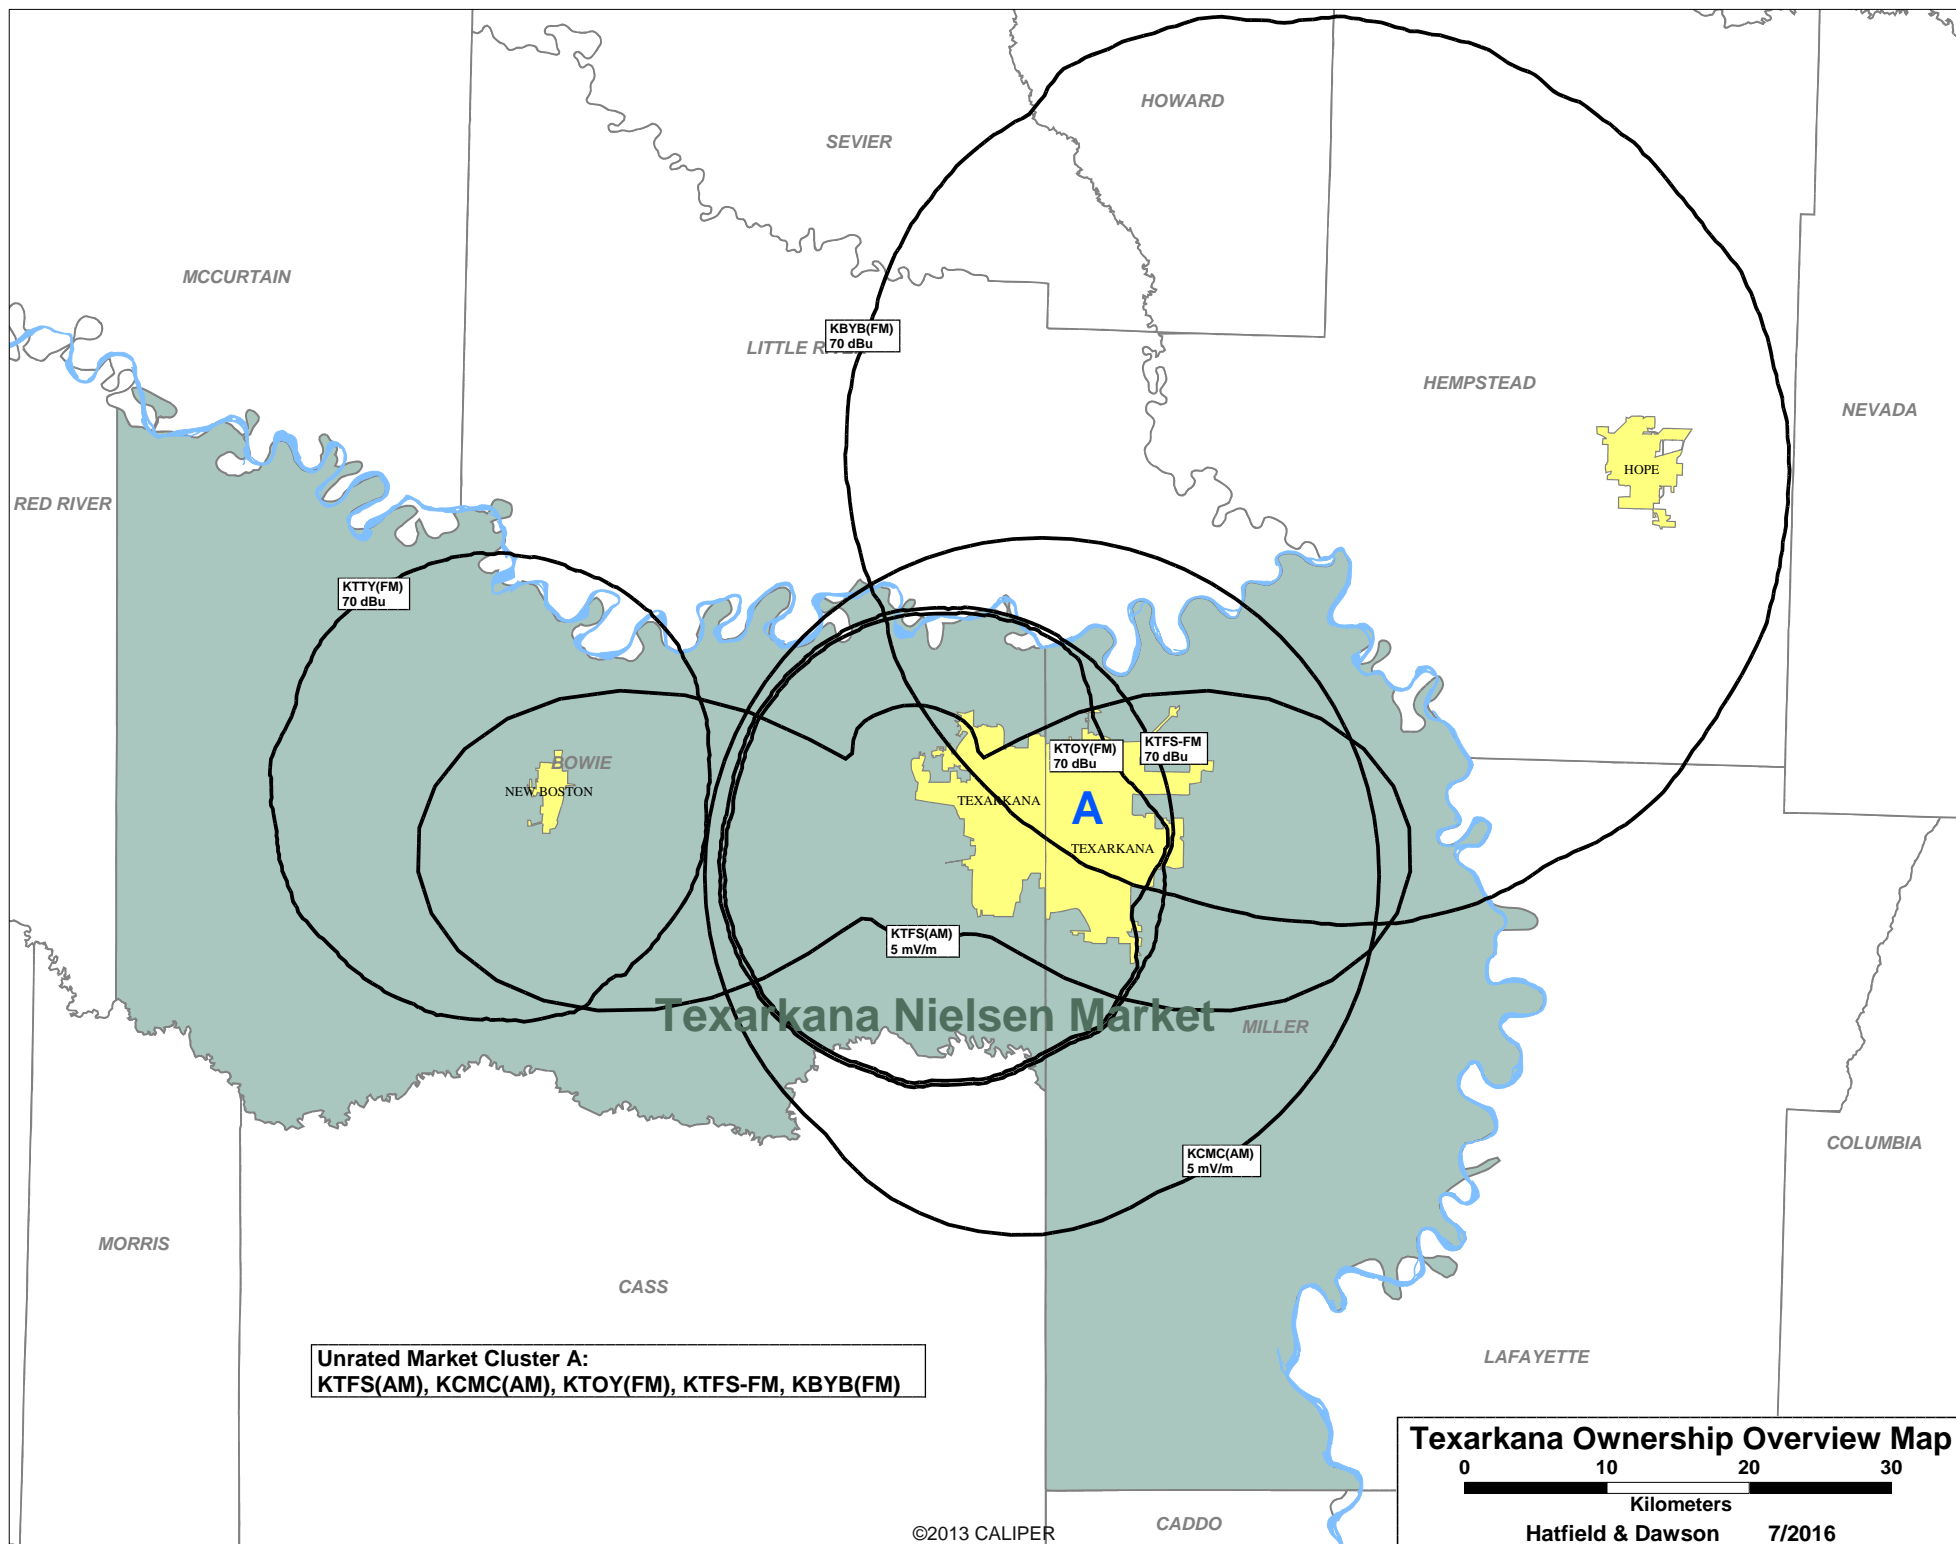 HOWARD
SEVIER
MCCURTAIN
KBYB(FM)
70 dBu
LITTLE R
HEMPSTEAD
NEVADA
HOPE
RED RIVER
KTTY(FM)
70 dBu
KTOY(FM)
70 dBu
KTFS-FM
70 dBu
BOWIE
NEW BOSTON
TEXARKANA
A
TEXARKANA
KTFS(AM)
5 mV/m
Texarkana Nielsen Market
MILLER
KCMC(AM)
5 mV/m
COLUMBIA
MORRIS
CASS
LAFAYETTE
Unrated Market Cluster A:
KTFS(AM), KCMC(AM), KTOY(FM), KTFS-FM, KBYB(FM)
Texarkana Ownership Overview Map
0 10 20 30
Kilometers
Hatfield & Dawson 7/2016
CADDO
©2013 CALIPER